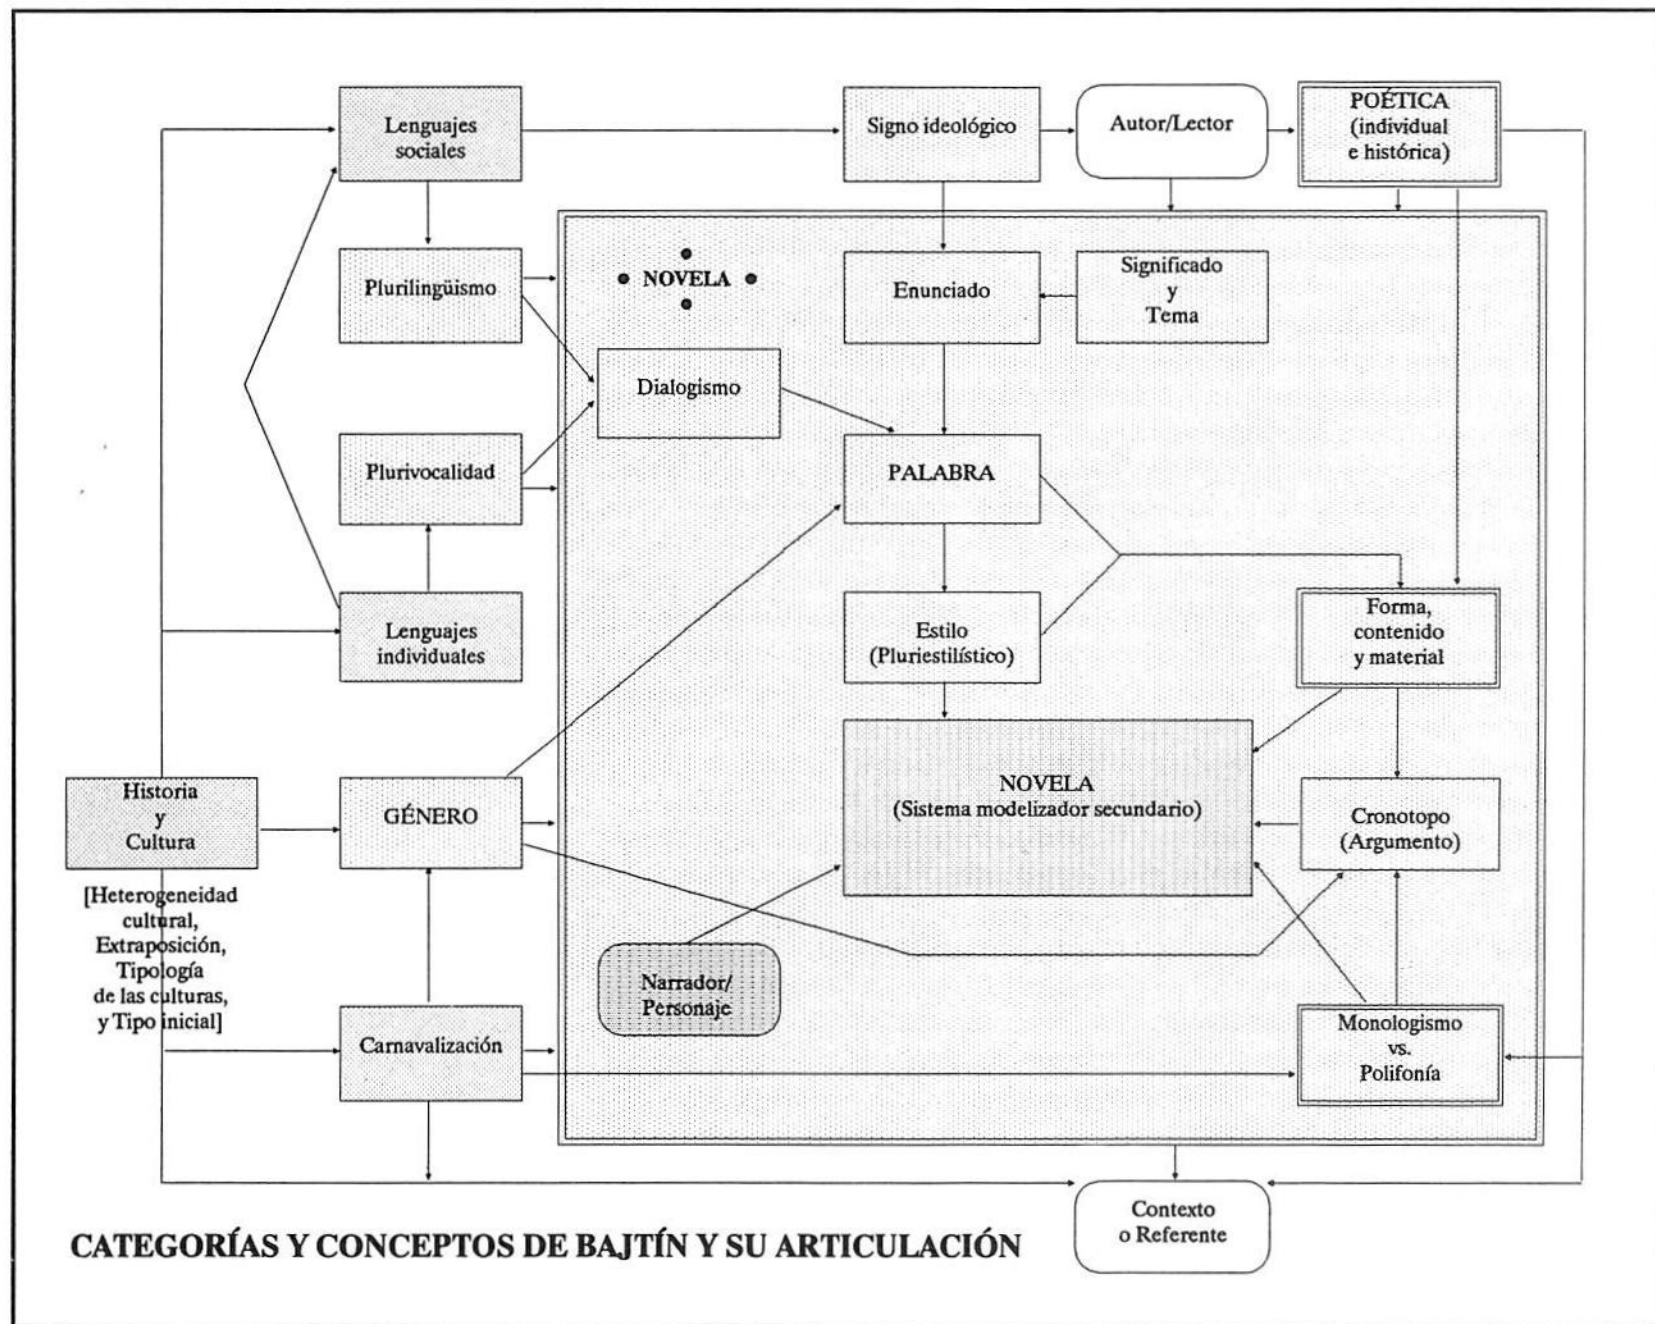 Lenguajes
sociales
Signo ideológico
Autor/Lector
POÉTICA
(individual
e histórica)
Plurilingüismo
NOVELA
Enunciado
Significado
y
Tema
Dialogismo
Plurivocalidad
PALABRA
Lenguajes
individuales
Estilo
(Pluriestilístico)
Forma,
contenido
y material
Historia
y
Cultura
GÉNERO
NOVELA
(Sistema modelizador secundario)
Cronotopo
(Argumento)
[Heterogeneidad
cultural,
Extraposición,
Tipología
de las culturas,
y Tipo inicial]
Narrador/
Personaje
Carnavalización
Monologismo
vs.
Polifonía
Contexto
o Referente
CATEGORÍAS Y CONCEPTOS DE BAJTÍN Y SU ARTICULACIÓN